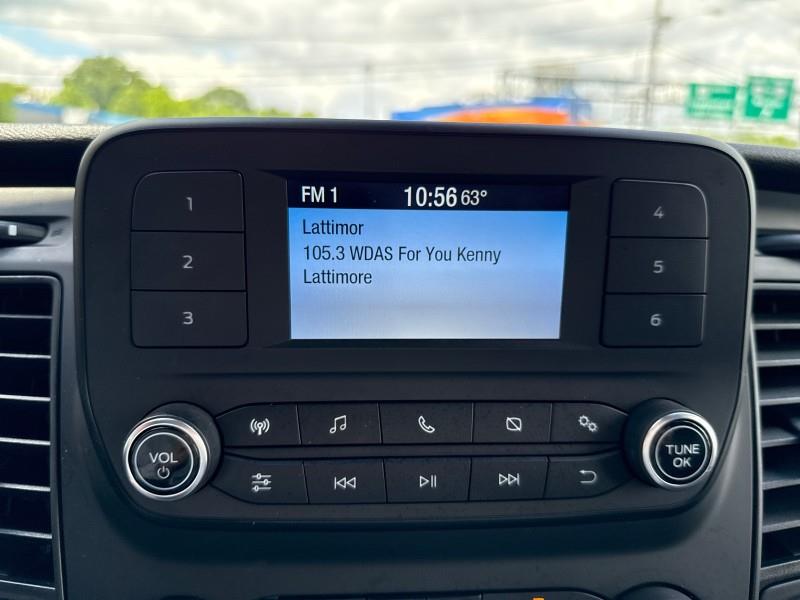 FM 1 10:56 63°
Lattimor
105.3 WDAS For You Kenny
Lattimore
1
2
3
4
5
6
VOL
TUNE
OK